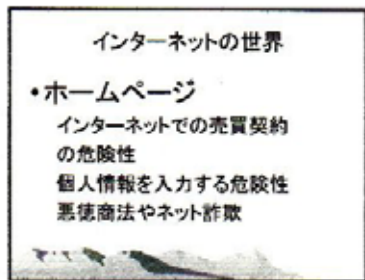 インターネットの世界
・ホームページ
インターネットでの売買契約
の危険性
個人情報を入力する危険性
悪徳商法やネット詐欺